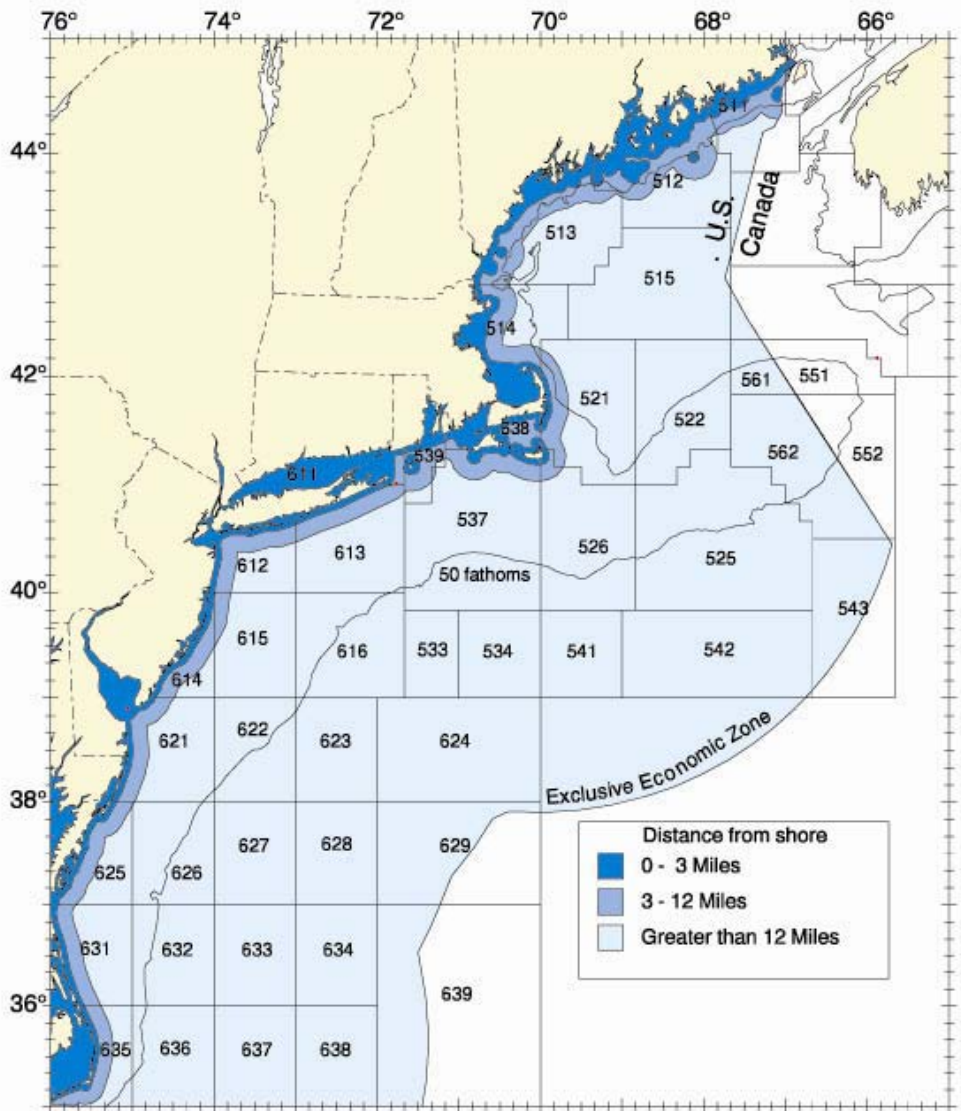 76° 74° 72° 70° 68° 66°
511
44°
512
U.S.
Canada
513
515
514
42°
561 551
521
522
538
539
562 552
611
537
613
526
612
525
50 fathoms
40°
543
615
616 533 534 541 542
614
622
621 623 624
Exclusive Economic Zone
38°
Distance from shore
0 - 3 Miles
3 - 12 Miles
Greater than 12 Miles
627 628 629
625 626
631 632 633 634
639
36°
635 636 637 638